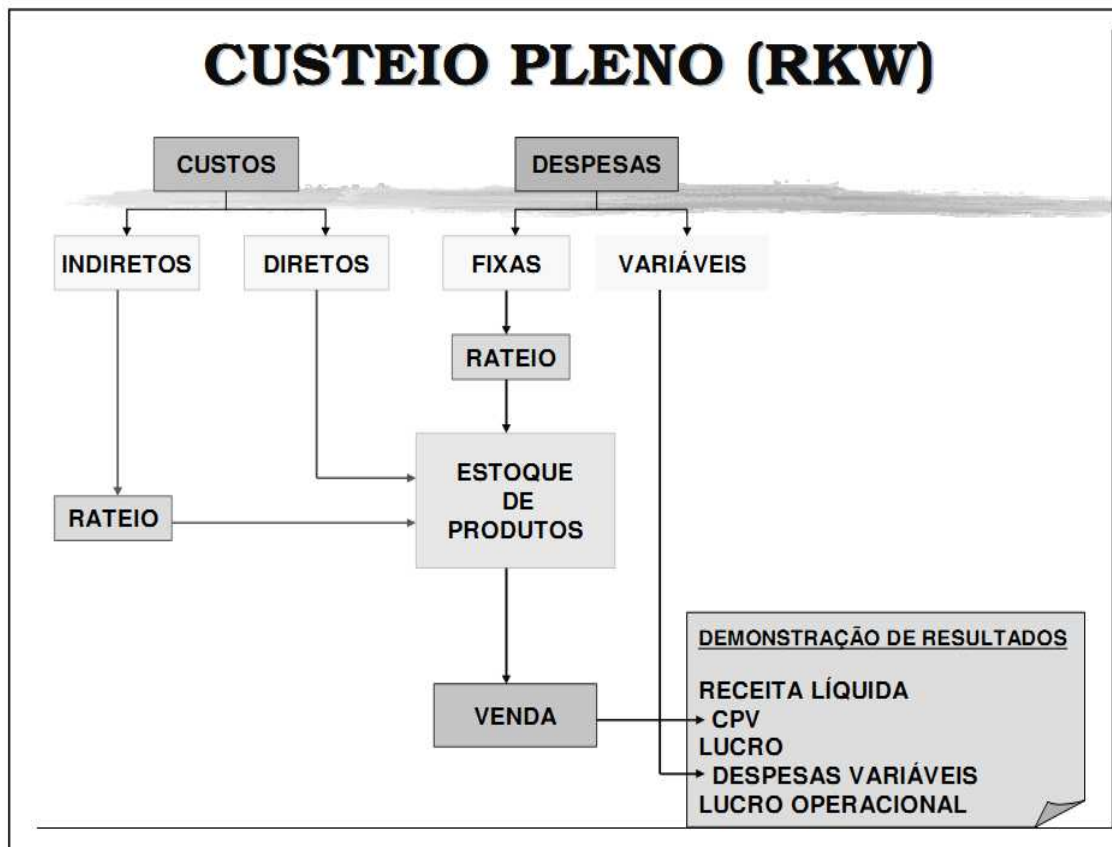 CUSTEIO PLENO (RKW)
CUSTOS
DESPESAS
INDIRETOS
DIRETOS
FIXAS
VARIÁVEIS
RATEIO
ESTOQUE
DE
PRODUTOS
RATEIO
VENDA
DEMONSTRAÇÃO DE RESULTADOS
RECEITA LÍQUIDA
CPV
LUCRO
DESPESAS VARIÁVEIS
LUCRO OPERACIONAL